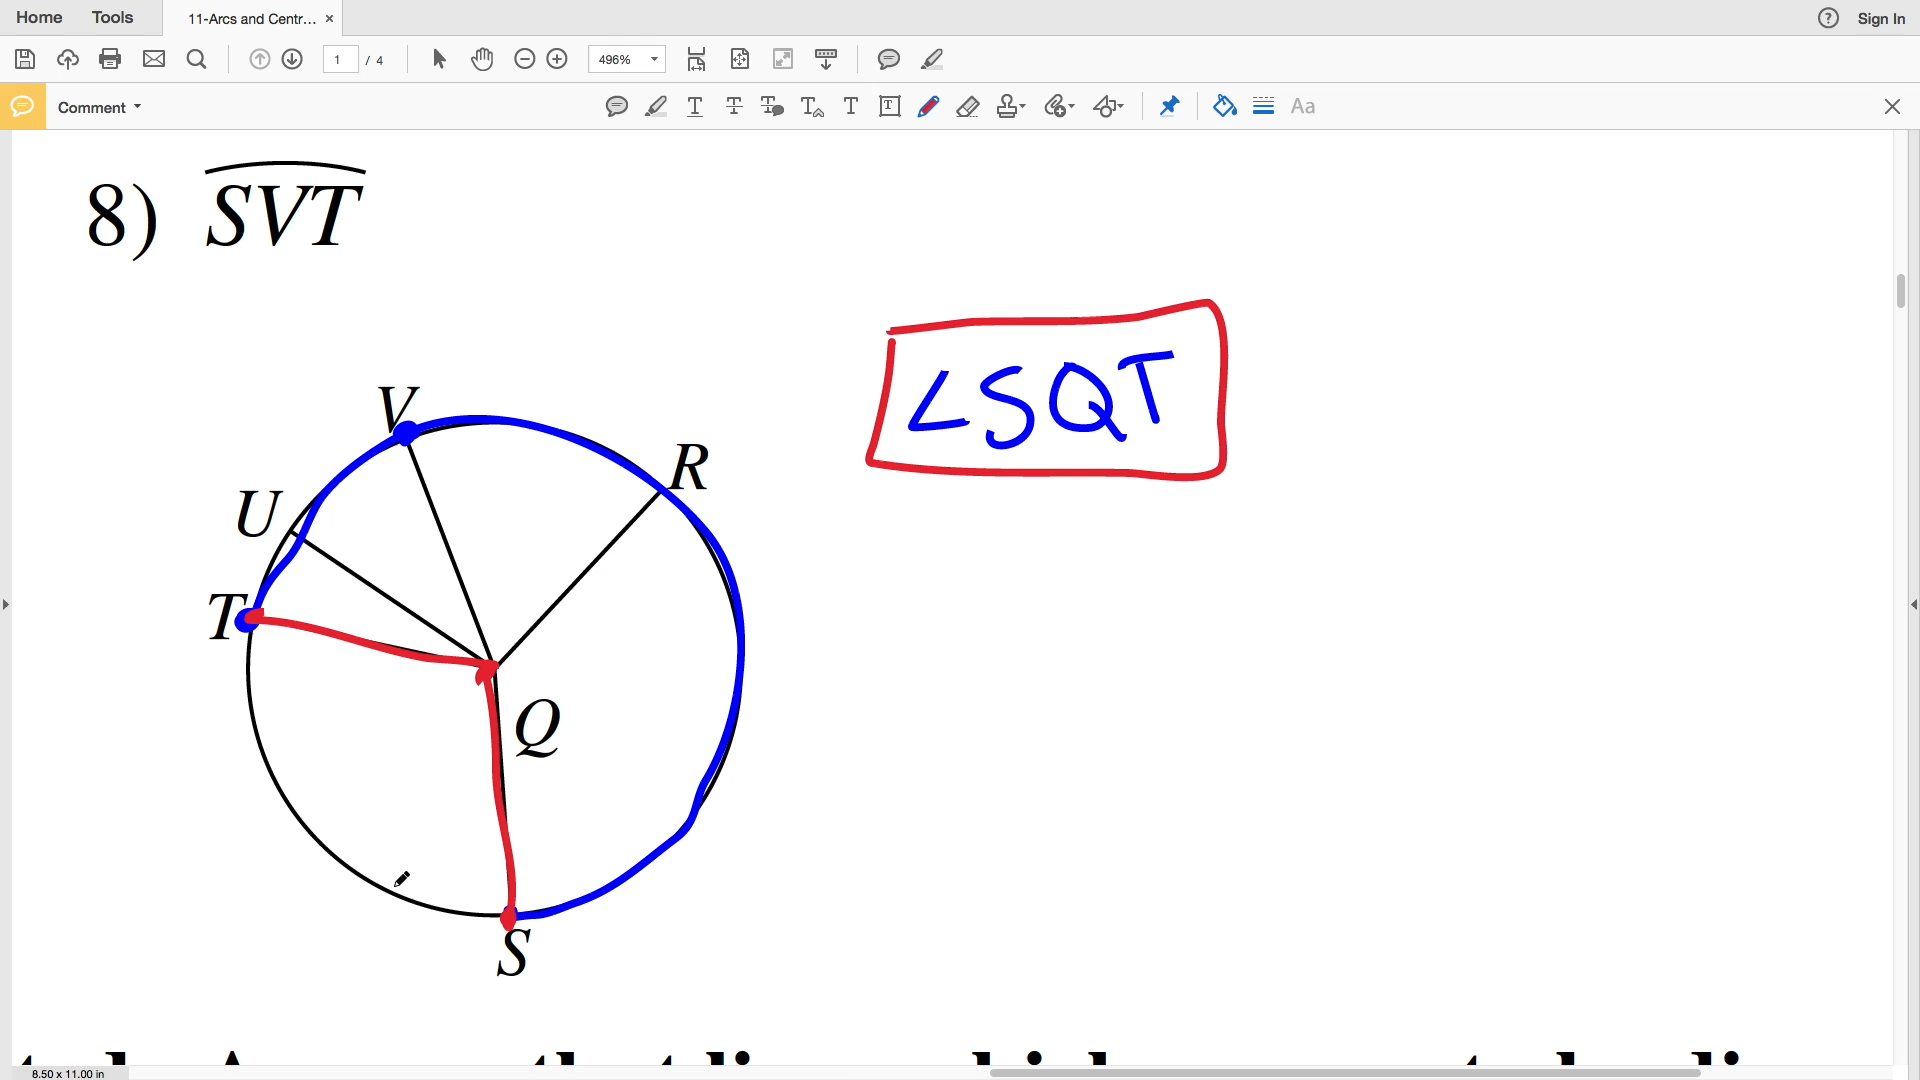 Home Tools 11-Arcs and Centr... × ? Sign In
1 / 4 496%
Comment T T T T T T Aa
8) SVT
∠SQT
V
R
U
T
Q
S
8.50 x 11.00 in